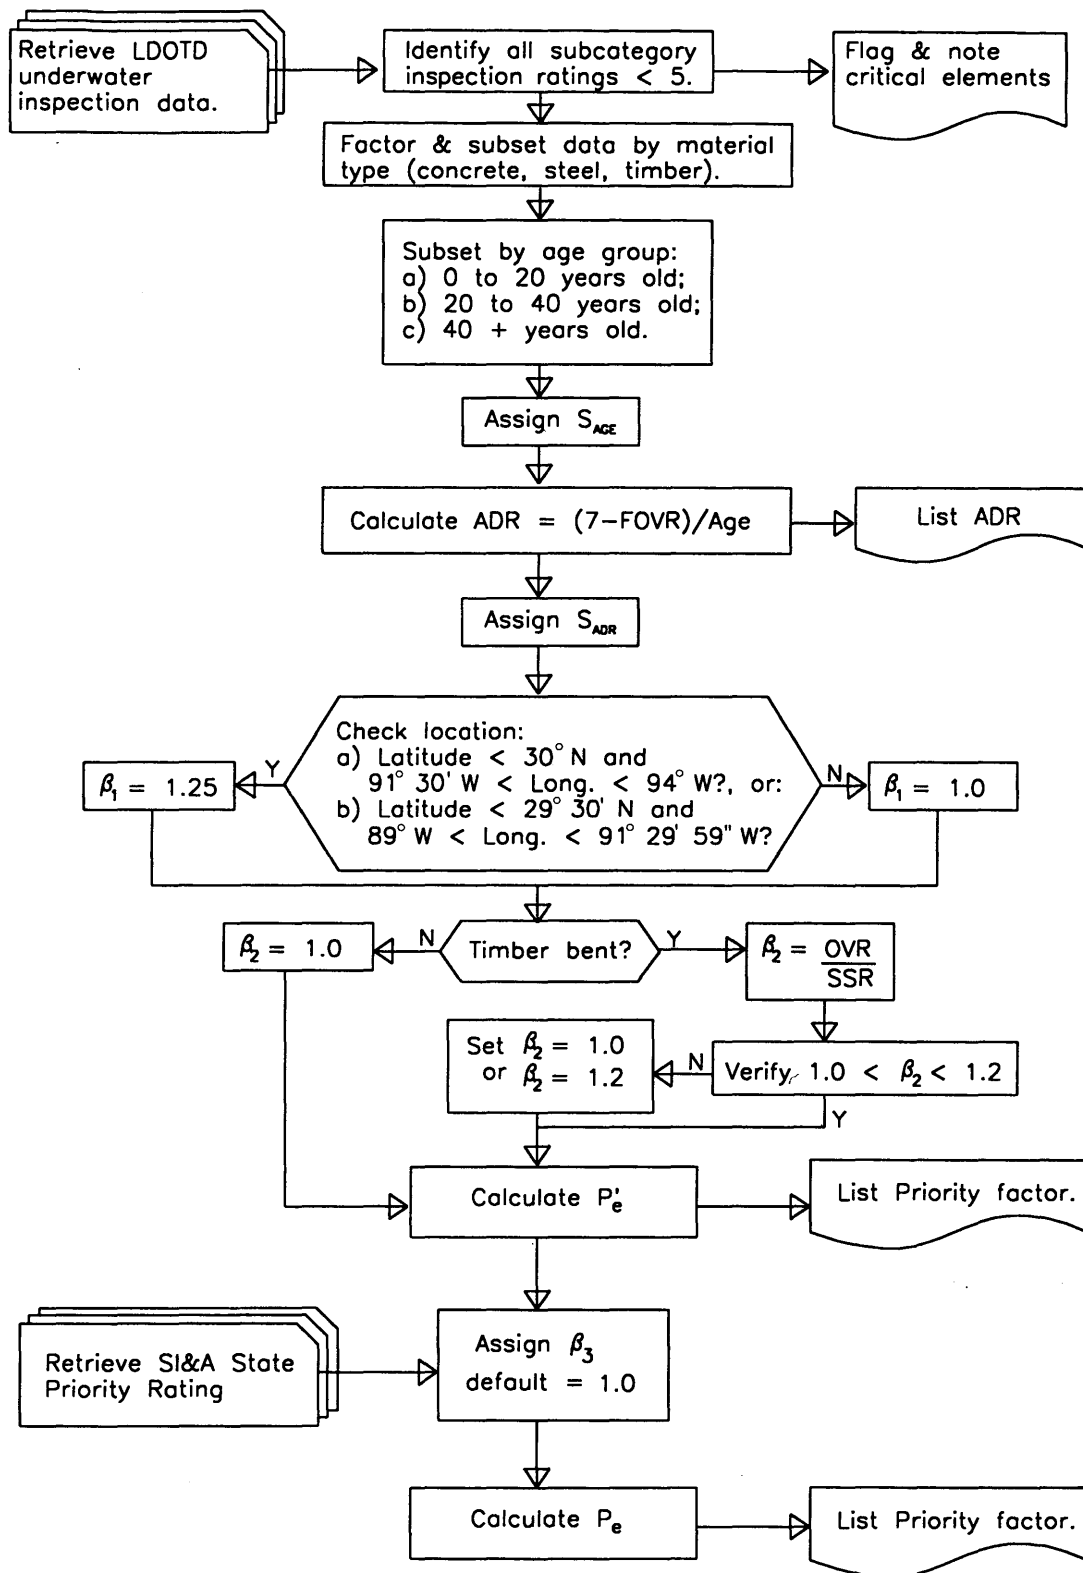 Retrieve LDOTD
underwater
inspection data.
Identify all subcategory
inspection ratings < 5.
Flag & note
critical elements
Factor & subset data by material
type (concrete, steel, timber).
Subset by age group:
a) 0 to 20 years old;
b) 20 to 40 years old;
c) 40 + years old.
Assign S_AGE
Calculate ADR = (7-FOVR)/Age
List ADR
Assign S_ADR
Check location:
a) Latitude < 30° N and
91° 30' W < Long. < 94° W?, or:
b) Latitude < 29° 30' N and
89° W < Long. < 91° 29' 59" W?
Y
β₁ = 1.25
N
β₁ = 1.0
Timber bent?
N
β₂ = 1.0
Y
β₂ = OVR
SSR
Verify 1.0 < β₂ < 1.2
N
Set β₂ = 1.0
or β₂ = 1.2
Y
Calculate P'e
List Priority factor.
Retrieve SI&A State
Priority Rating
Assign β₃
default = 1.0
Calculate Pe
List Priority factor.